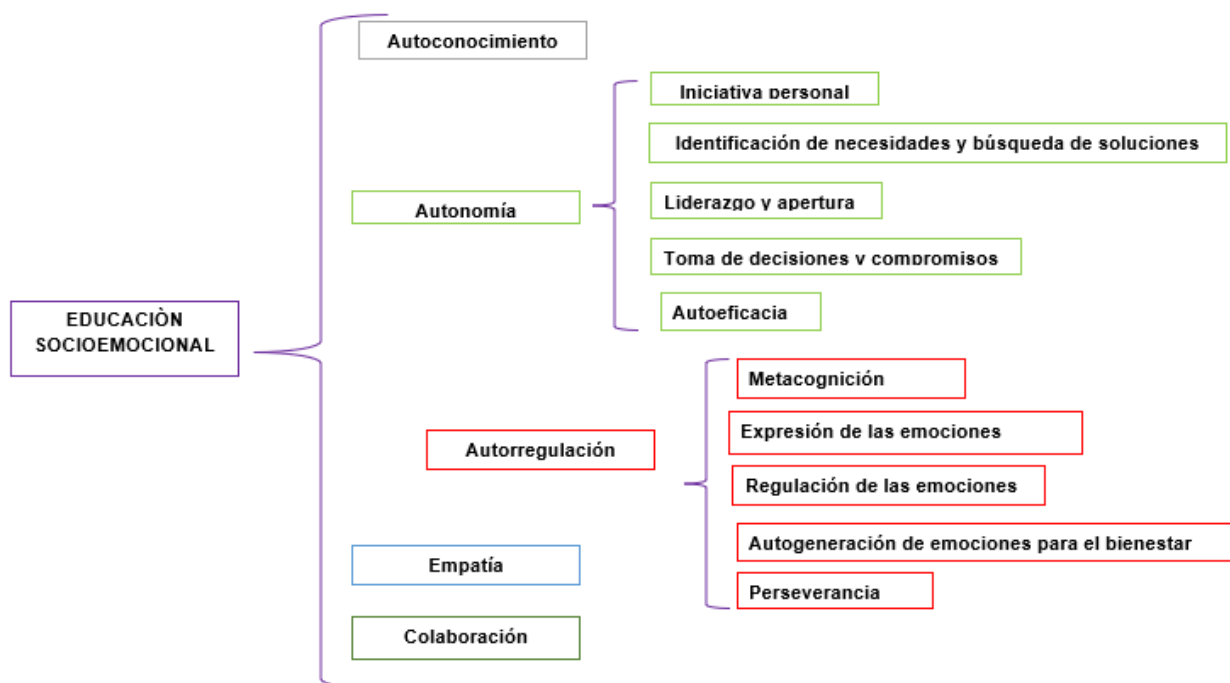 Autoconocimiento
Iniciativa personal
Identificación de necesidades y búsqueda de soluciones
Autonomía
Liderazgo y apertura
Toma de decisiones y compromisos
Autoeficacia
EDUCACIÒN
SOCIOEMOCIONAL
Metacognición
Expresión de las emociones
Autorregulación
Regulación de las emociones
Autogeneración de emociones para el bienestar
Perseverancia
Empatía
Colaboración